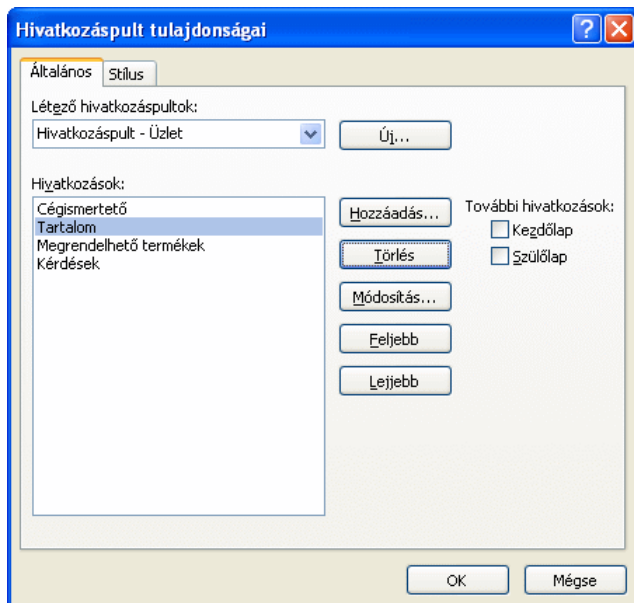 Hivatkozáspult tulajdonságai
Általános
Stílus
Létező hivatkozáspultok:
Hivatkozáspult - Üzlet
Új...
Hivatkozások:
Cégismertető
Tartalom
Megrendelhető termékek
Kérdések
Hozzáadás...
Törlés
Módosítás...
Feljebb
Lejjebb
További hivatkozások:
Kezdőlap
Szülőlap
OK
Mégse